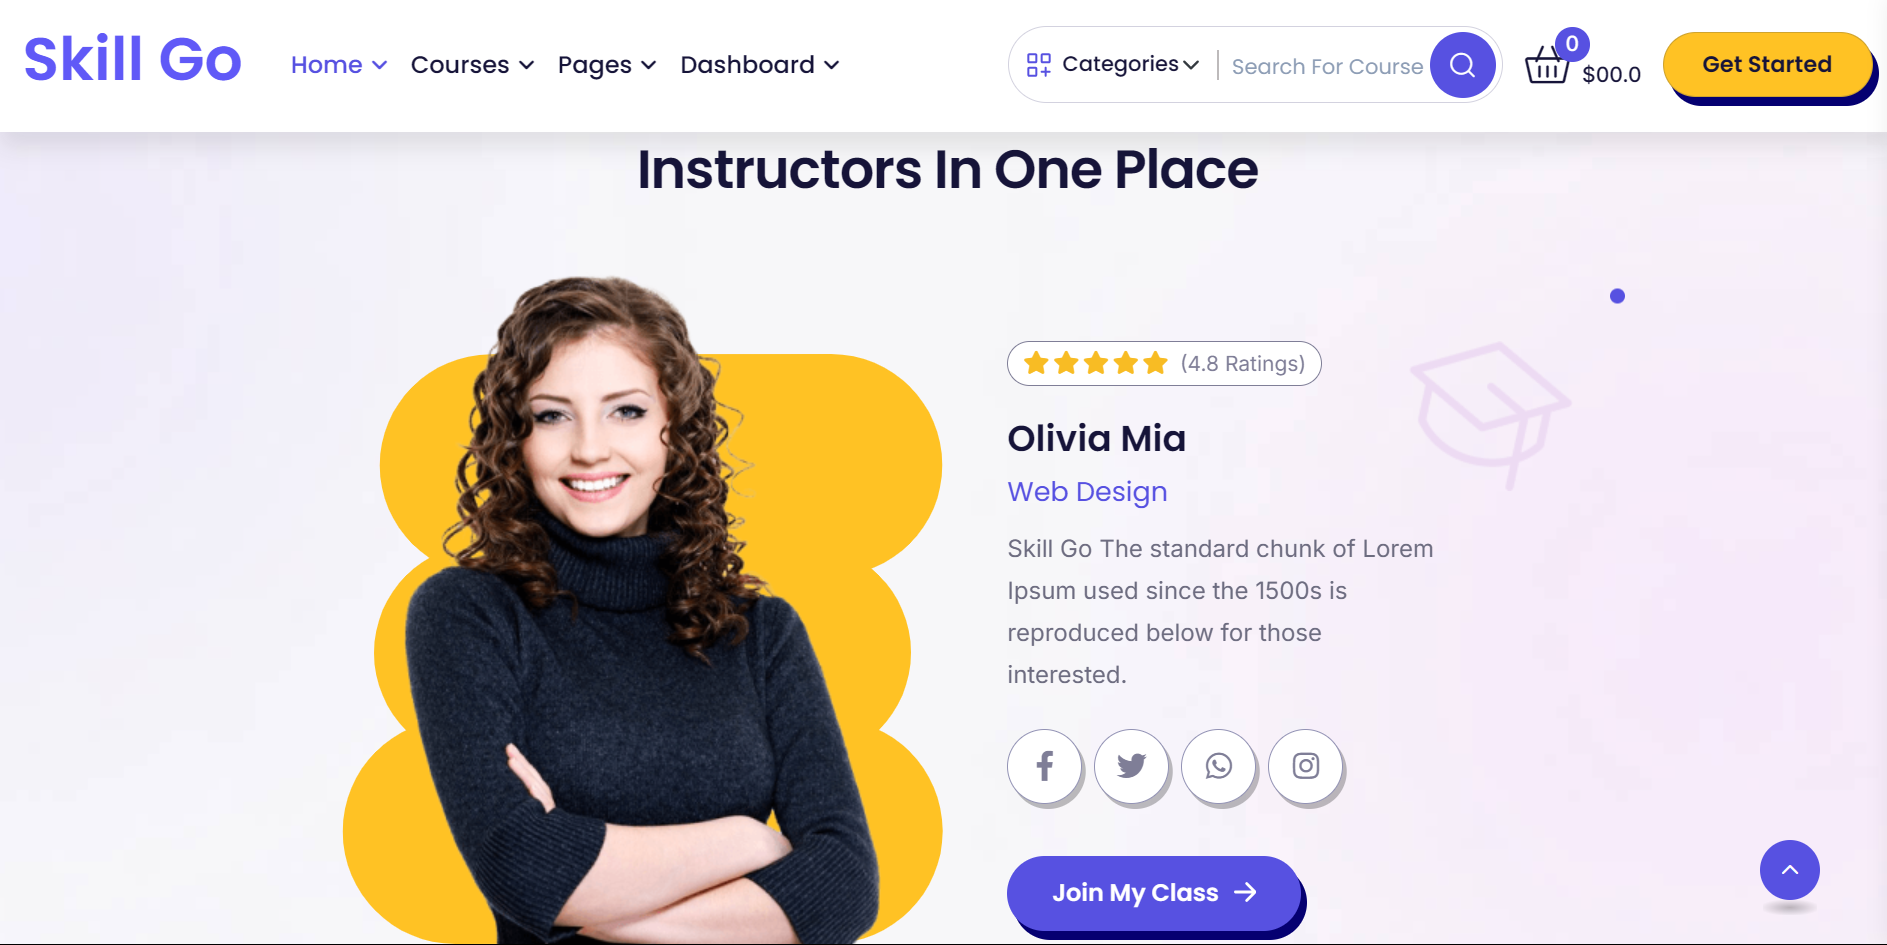 Skill Go
Home
Courses
Pages
Dashboard
Categories
Search For Course
0
$00.0
Get Started
Instructors In One Place
(4.8 Ratings)
Olivia Mia
Web Design
Skill Go The standard chunk of Lorem
Ipsum used since the 1500s is
reproduced below for those
interested.
Join My Class